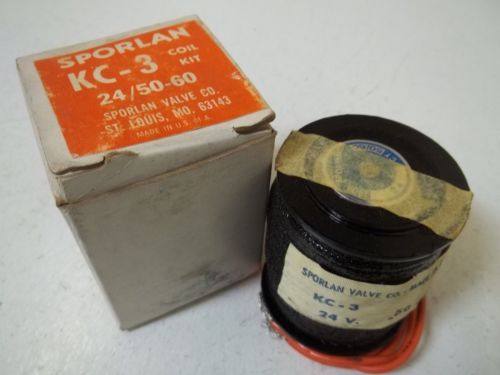 SPORLAN
KC-3 COIL KIT
24/50-60
SPORLAN VALVE CO.
ST. LOUIS, MO. 63143
MADE IN U.S.A.
SPORLAN VALVE CO.
KC-3
24 V. 50